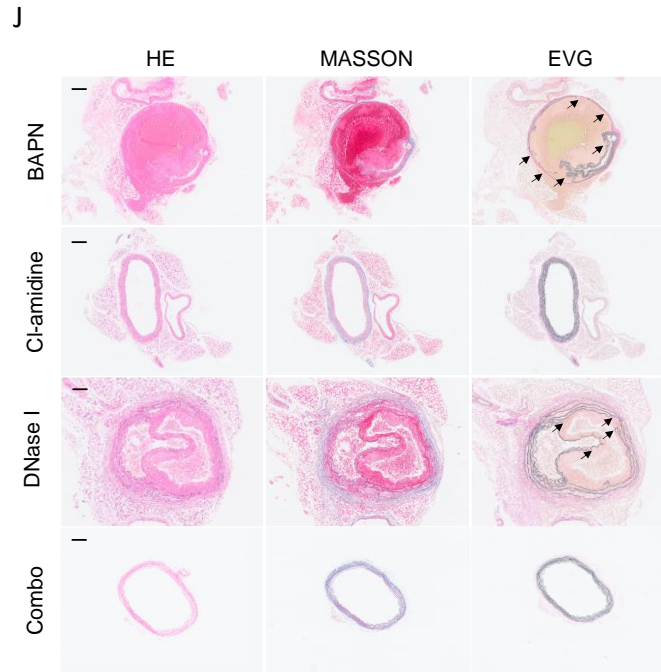 J
HE MASSON EVG
BAPN
Cl-amidine
DNase I
Combo